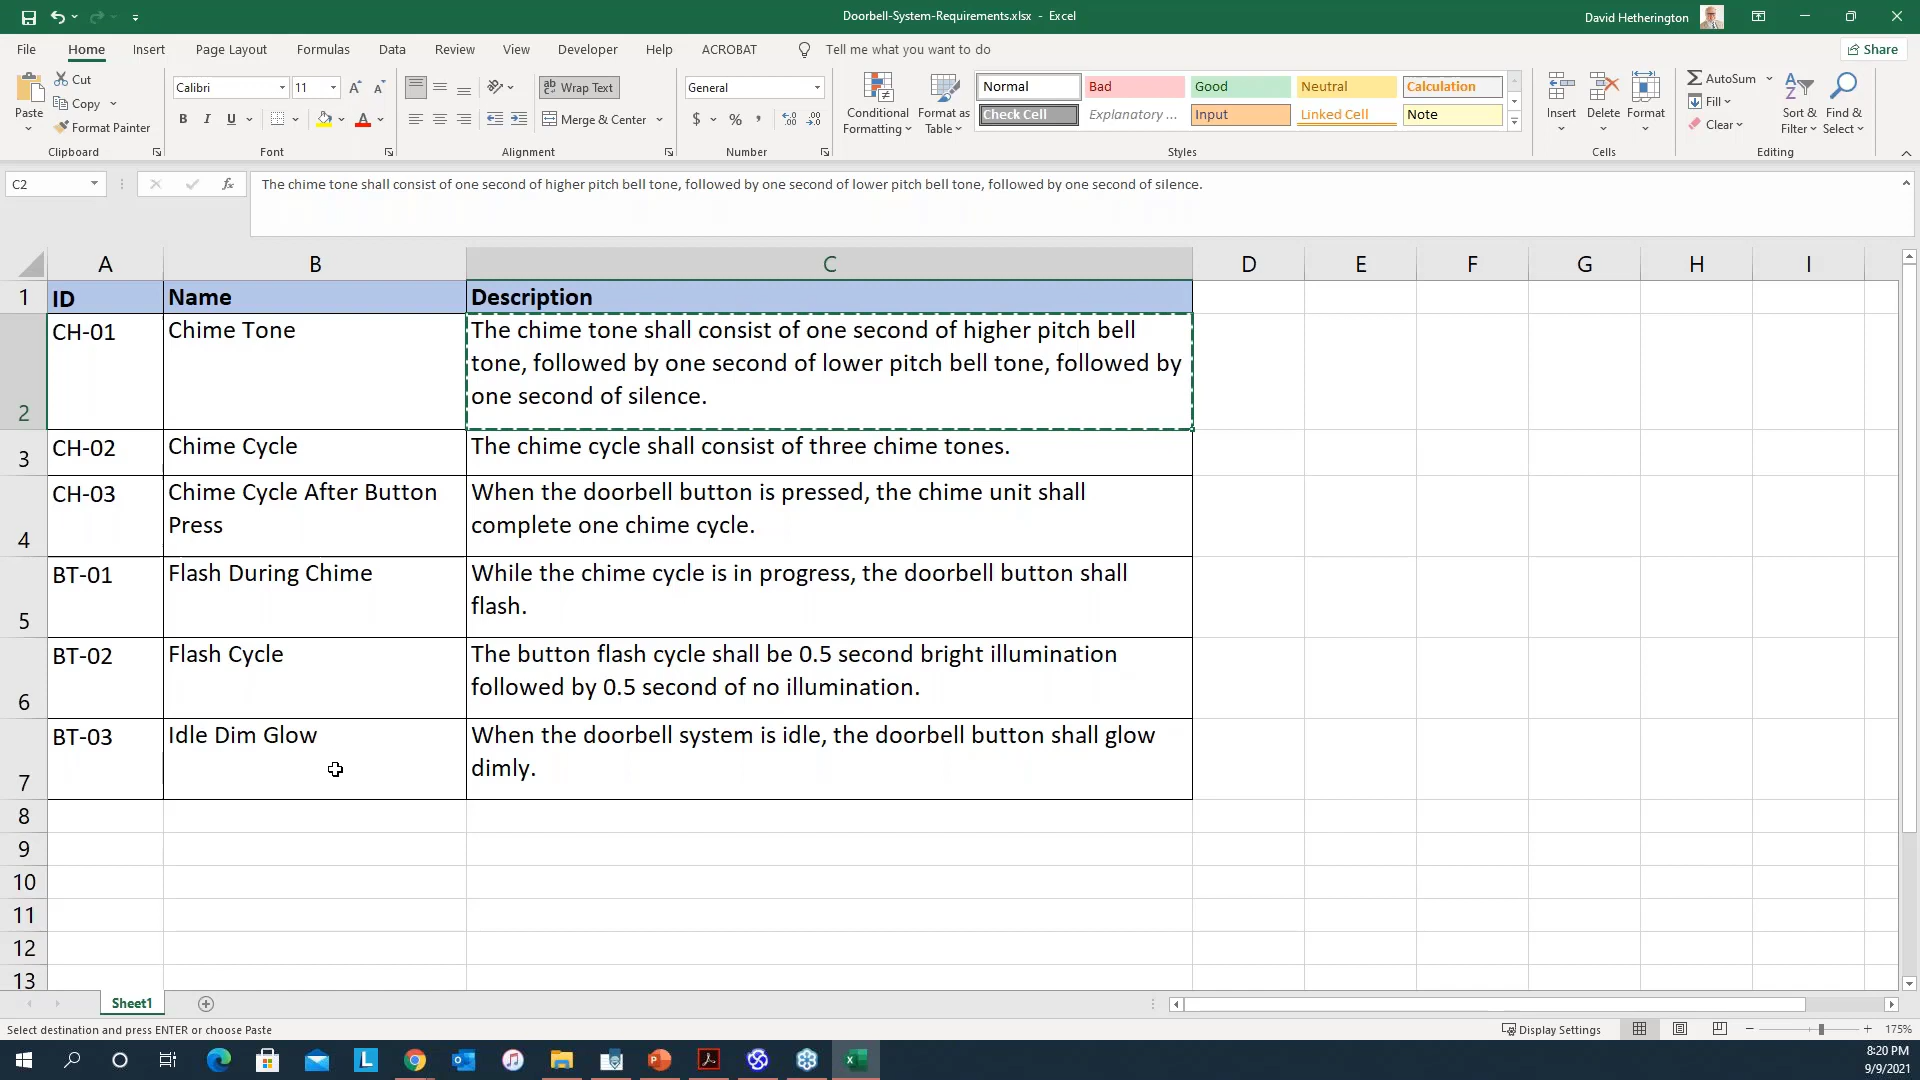 Doorbell-System-Requirements.xlsx - Excel
David Hetherington
File Home Insert Page Layout Formulas Data Review View Developer Help ACROBAT Tell me what you want to do Share
Cut
Copy
Format Painter
Paste
Clipboard
Calibri 11
B I U
Font
ab Wrap Text
Merge & Center
Alignment
General
$ % ,
Number
Conditional Formatting
Format as Table
Normal Bad Good Neutral Calculation
Check Cell Explanatory ... Input Linked Cell Note
Styles
Insert Delete Format
Cells
AutoSum
Fill
Clear
Sort & Filter
Find & Select
Editing
C2 fx The chime tone shall consist of one second of higher pitch bell tone, followed by one second of lower pitch bell tone, followed by one second of silence.
A B C D E F G H I
1 ID Name Description
2 CH-01 Chime Tone The chime tone shall consist of one second of higher pitch bell
tone, followed by one second of lower pitch bell tone, followed by
one second of silence.
3 CH-02 Chime Cycle The chime cycle shall consist of three chime tones.
4 CH-03 Chime Cycle After Button Press When the doorbell button is pressed, the chime unit shall
complete one chime cycle.
5 BT-01 Flash During Chime While the chime cycle is in progress, the doorbell button shall
flash.
6 BT-02 Flash Cycle The button flash cycle shall be 0.5 second bright illumination
followed by 0.5 second of no illumination.
7 BT-03 Idle Dim Glow When the doorbell system is idle, the doorbell button shall glow
dimly.
8
9
10
11
12
13
Sheet1
Select destination and press ENTER or choose Paste
Display Settings
175%
8:20 PM
9/9/2021